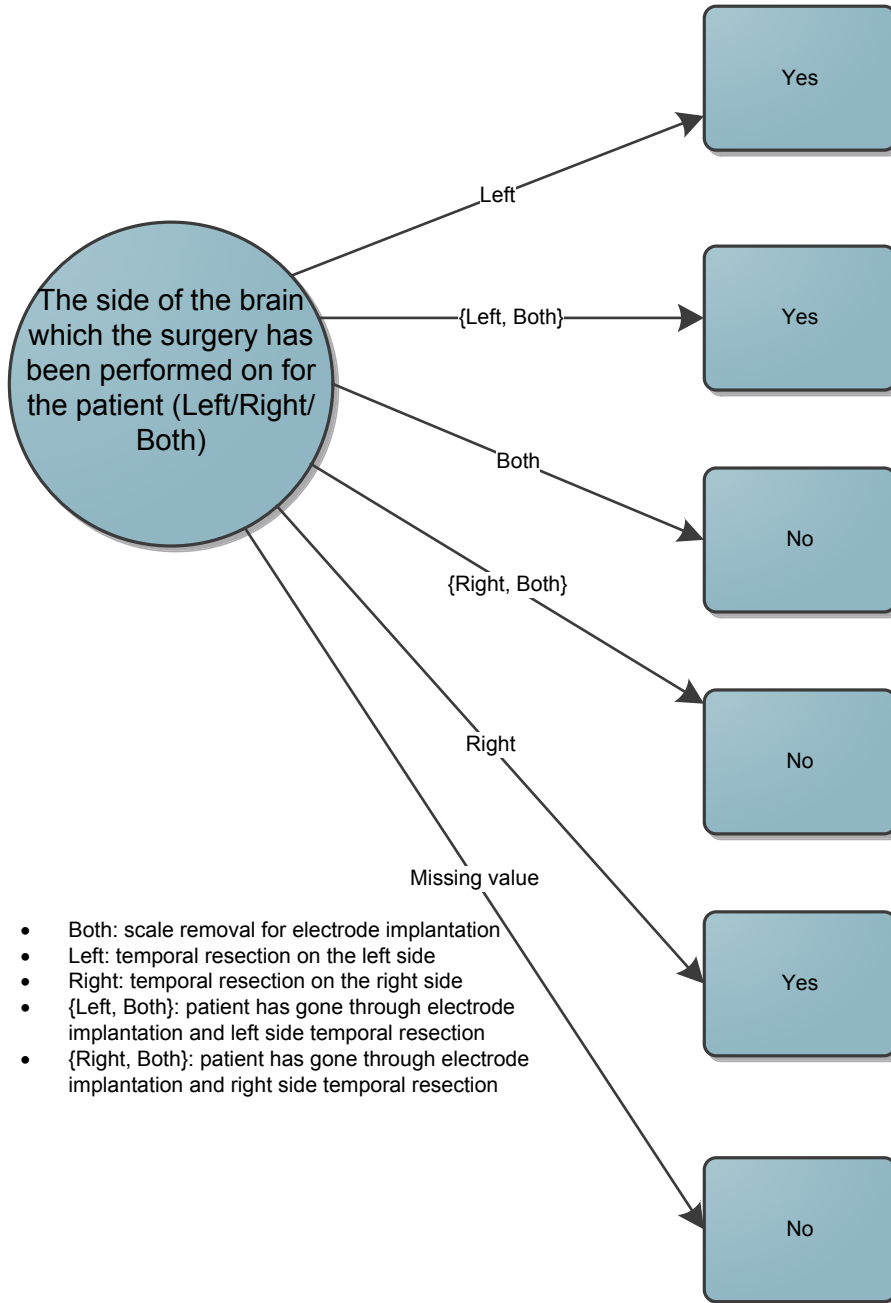 Yes
Left
The side of the brain
which the surgery has
been performed on for
the patient (Left/Right/
Both)
{Left, Both}
Yes
Both
No
{Right, Both}
No
Right
Missing value
• Both: scale removal for electrode implantation
• Left: temporal resection on the left side
• Right: temporal resection on the right side
• {Left, Both}: patient has gone through electrode
implantation and left side temporal resection
• {Right, Both}: patient has gone through electrode
implantation and right side temporal resection
Yes
No